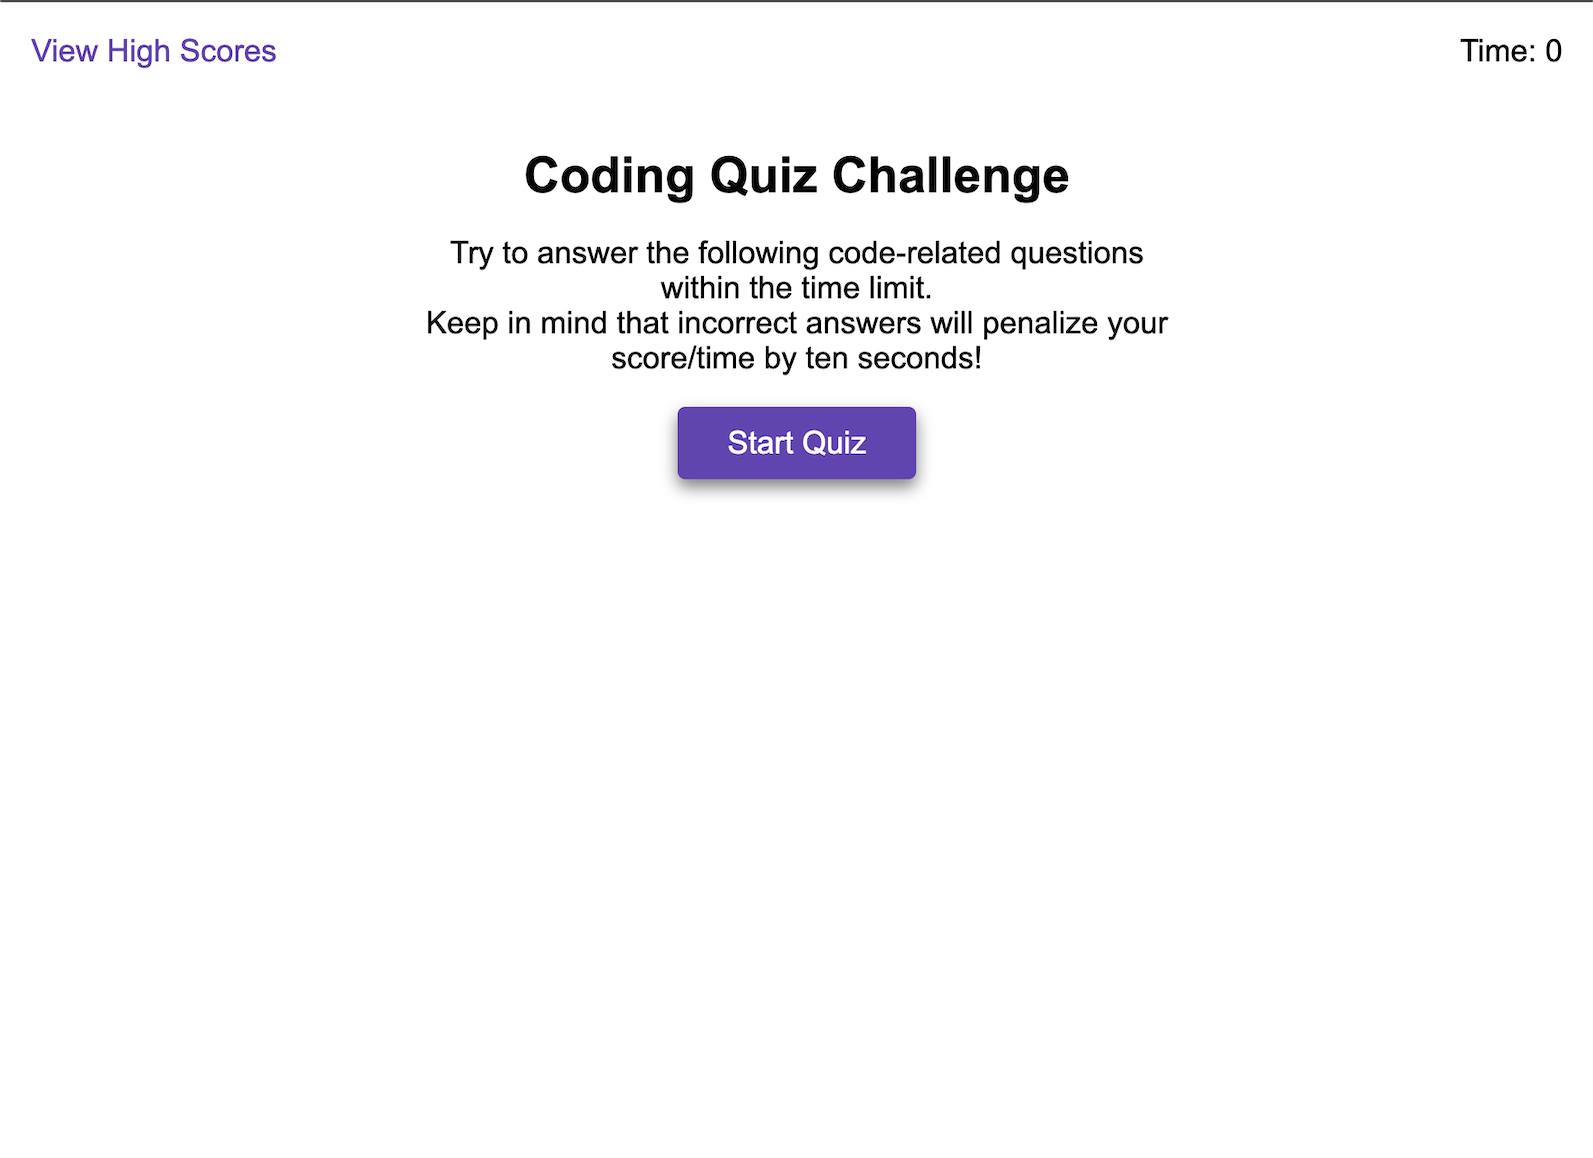 View High Scores
Time: 0
Coding Quiz Challenge
Try to answer the following code-related questions
within the time limit.
Keep in mind that incorrect answers will penalize your
score/time by ten seconds!
Start Quiz